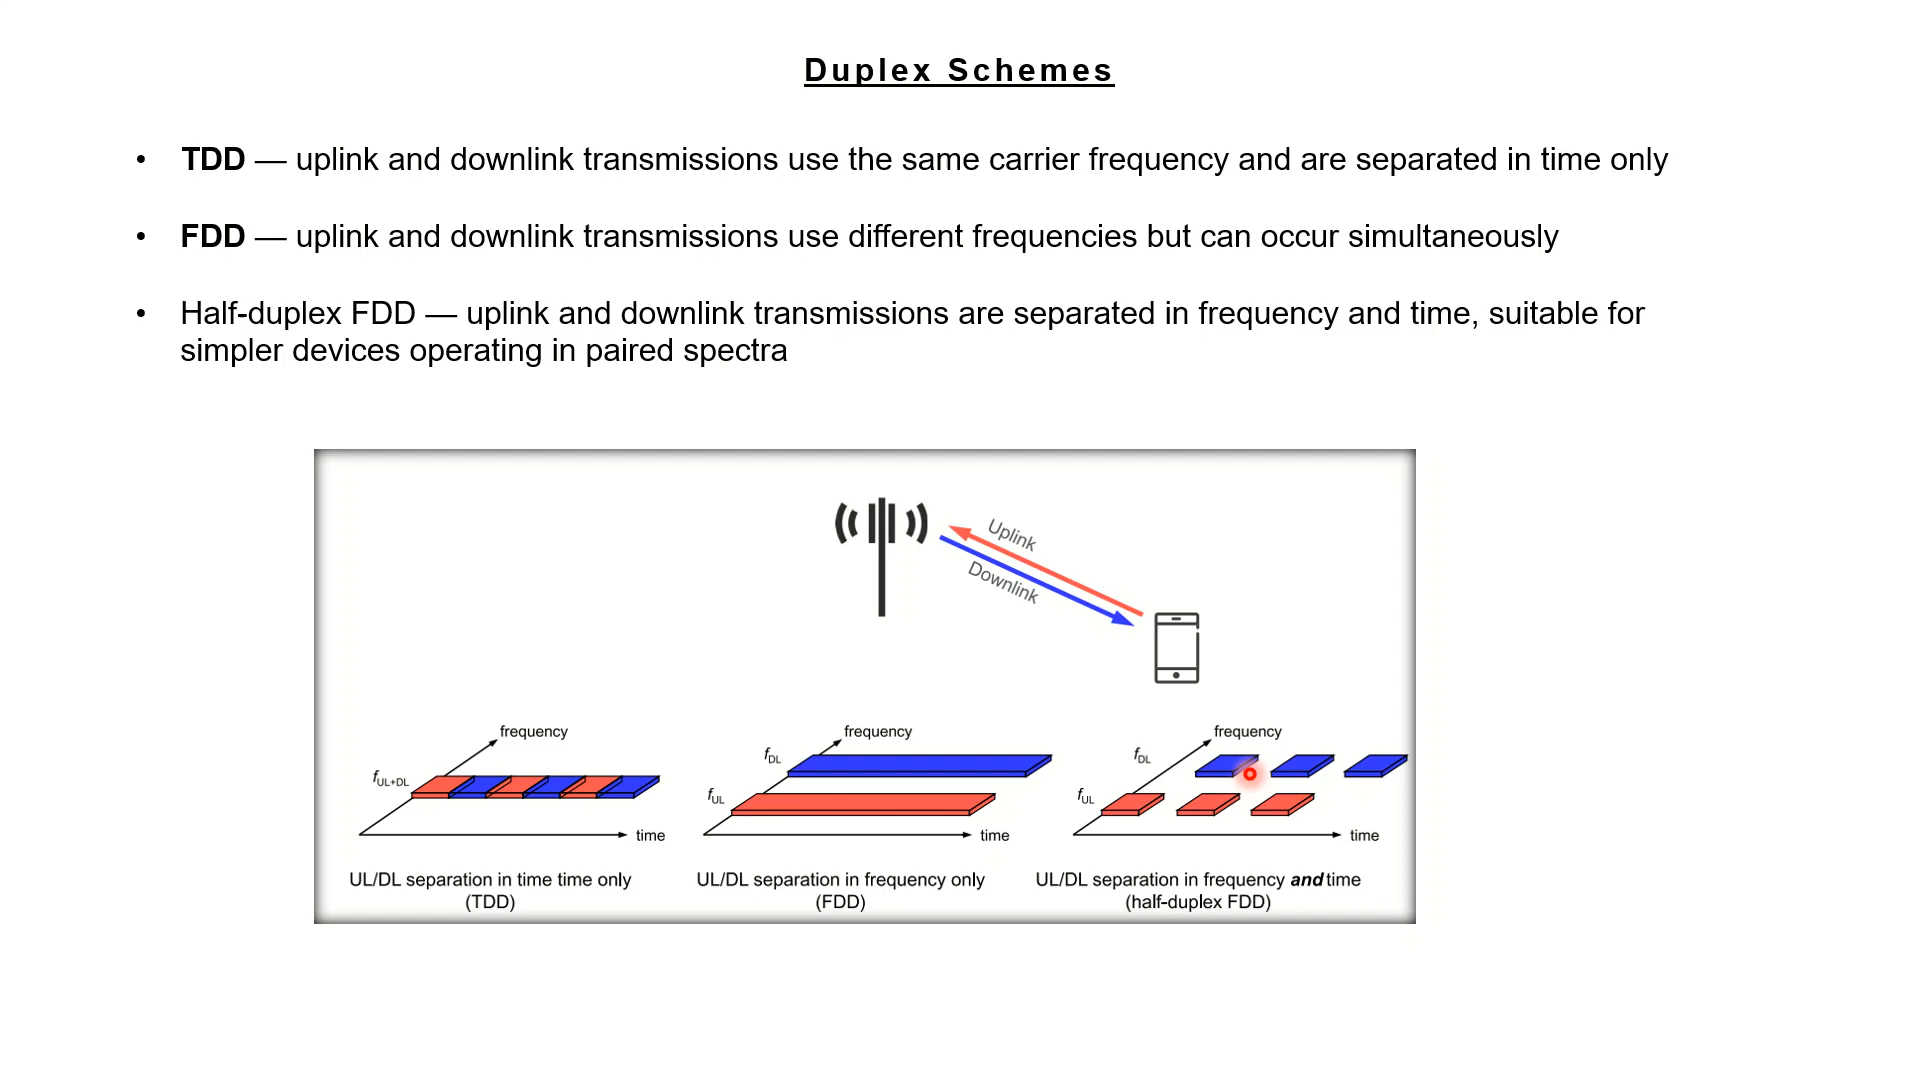 Duplex Schemes
• TDD — uplink and downlink transmissions use the same carrier frequency and are separated in time only
• FDD — uplink and downlink transmissions use different frequencies but can occur simultaneously
• Half-duplex FDD — uplink and downlink transmissions are separated in frequency and time, suitable for
simpler devices operating in paired spectra
Uplink
Downlink
frequency
fUL+DL
time
UL/DL separation in time time only
(TDD)
frequency
fDL
fUL
time
UL/DL separation in frequency only
(FDD)
frequency
fDL
fUL
time
UL/DL separation in frequency and time
(half-duplex FDD)